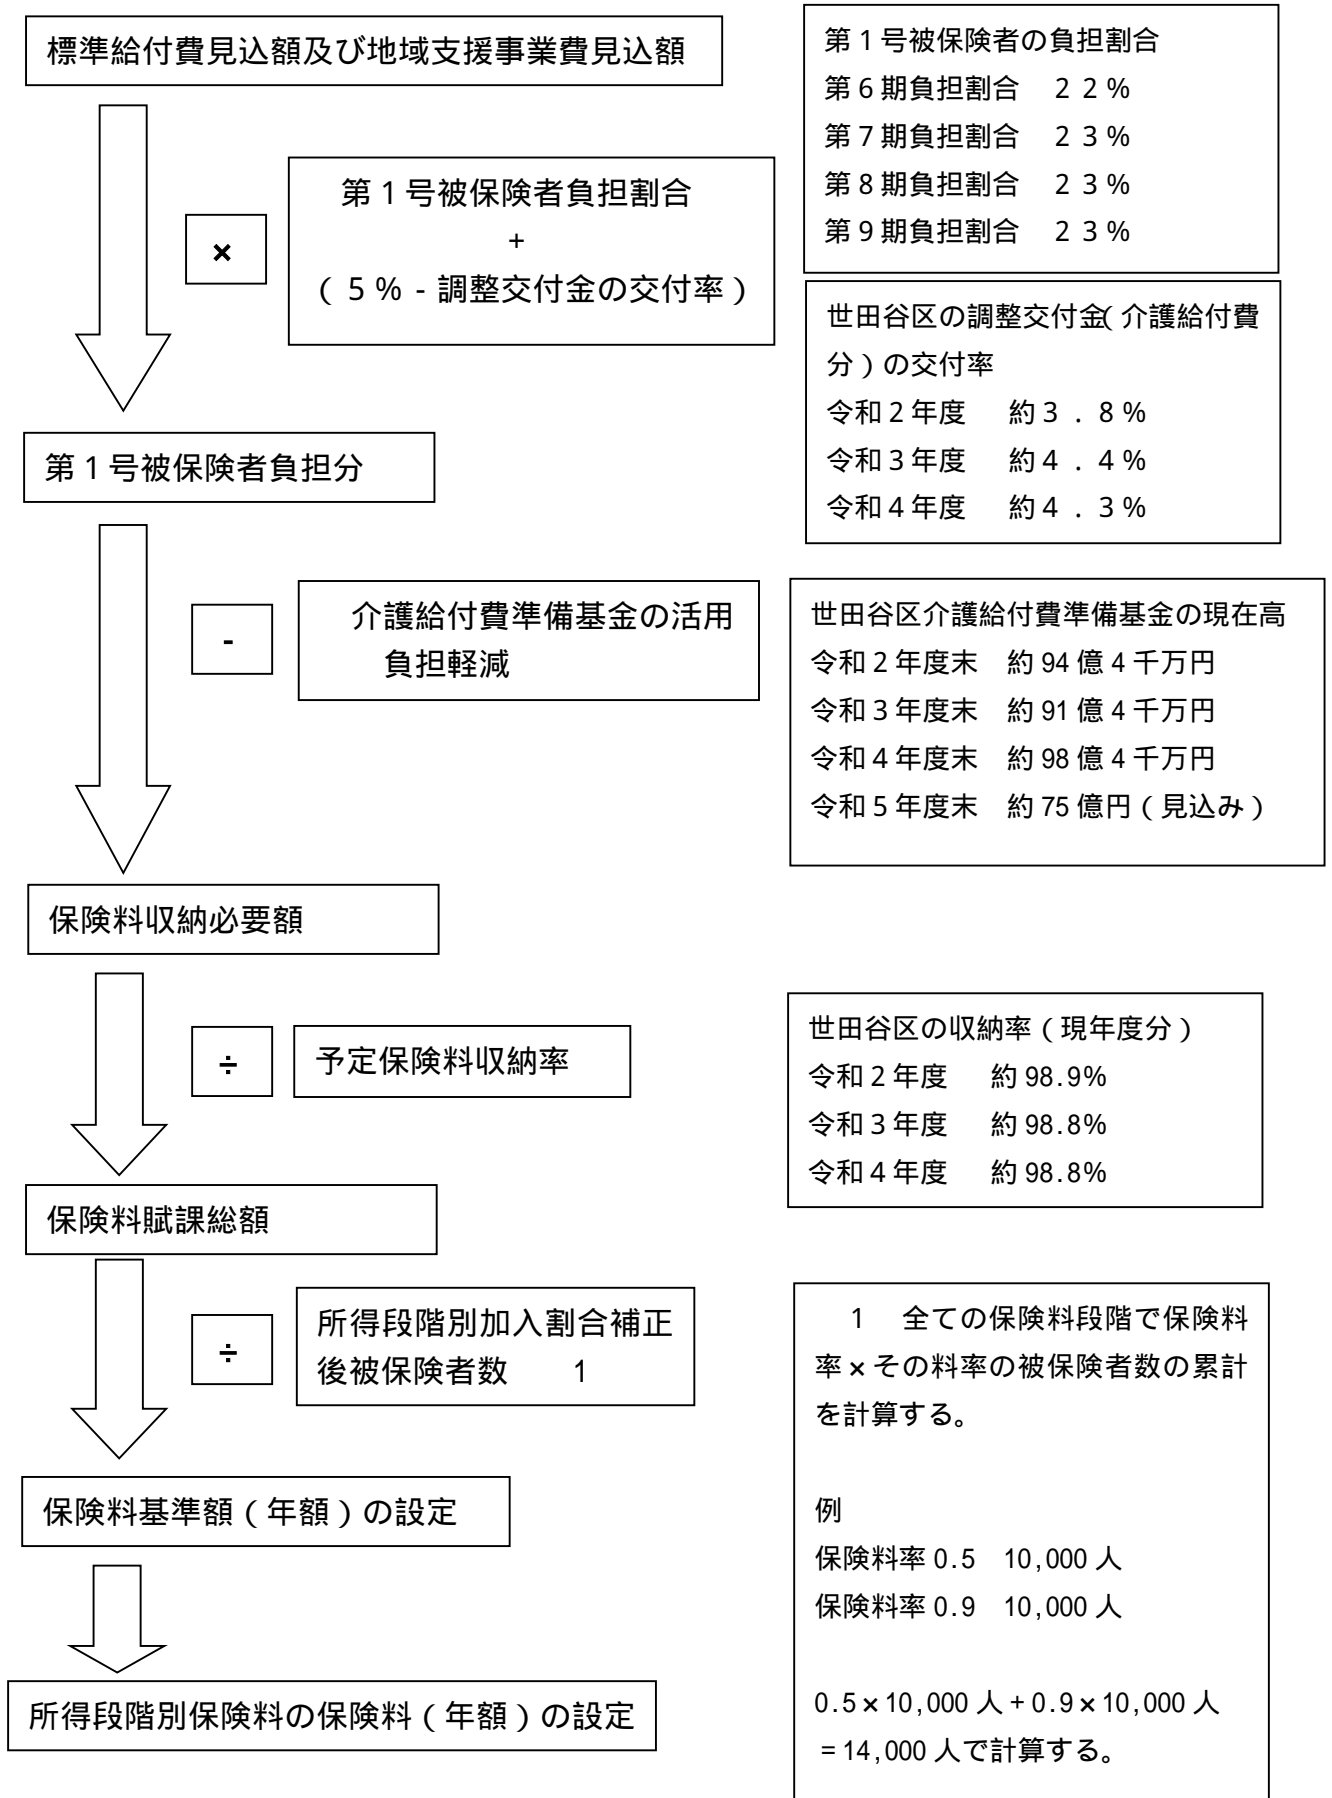 標準給付費見込額及び地域支援事業費見込額
×
第１号被保険者負担割合
＋
（５％－調整交付金の交付率）
第１号被保険者負担分
-
介護給付費準備基金の活用
負担軽減
保険料収納必要額
÷
予定保険料収納率
保険料賦課総額
÷
所得段階別加入割合補正
後被保険者数　　1
保険料基準額（年額）の設定
所得段階別保険料の保険料（年額）の設定
第１号被保険者の負担割合
第６期負担割合　２２％
第７期負担割合　２３％
第８期負担割合　２３％
第９期負担割合　２３％
世田谷区の調整交付金（介護給付費
分）の交付率
令和２年度　約３．８％
令和３年度　約４．４％
令和４年度　約４．３％
世田谷区介護給付費準備基金の現在高
令和２年度末　約94億４千万円
令和３年度末　約91億４千万円
令和４年度末　約98億４千万円
令和５年度末　約75億円（見込み）
世田谷区の収納率（現年度分）
令和２年度　約98.9%
令和３年度　約98.8%
令和４年度　約98.8%
1　全ての保険料段階で保険料
率×その料率の被保険者数の累計
を計算する。
例
保険料率0.5　10,000人
保険料率0.9　10,000人
0.5×10,000人＋0.9×10,000人
＝14,000人で計算する。